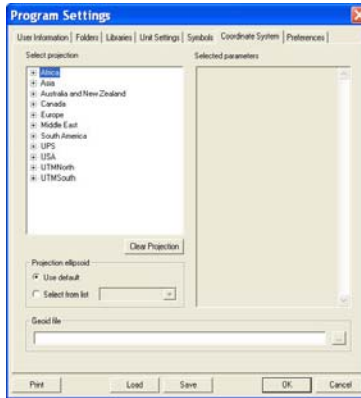 Program Settings
User Information Folders Libraries Unit Settings Symbols Coordinate System Preferences
Select projection Selected parameters
Africa
Asia
Australia and New Zealand
Canada
Europe
Middle East
South America
UPS
USA
UTMNorth
UTMSouth
Clear Projection
Projection ellipsoid
Use default
Select from list
Geoid file
...
Print Load Save OK Cancel